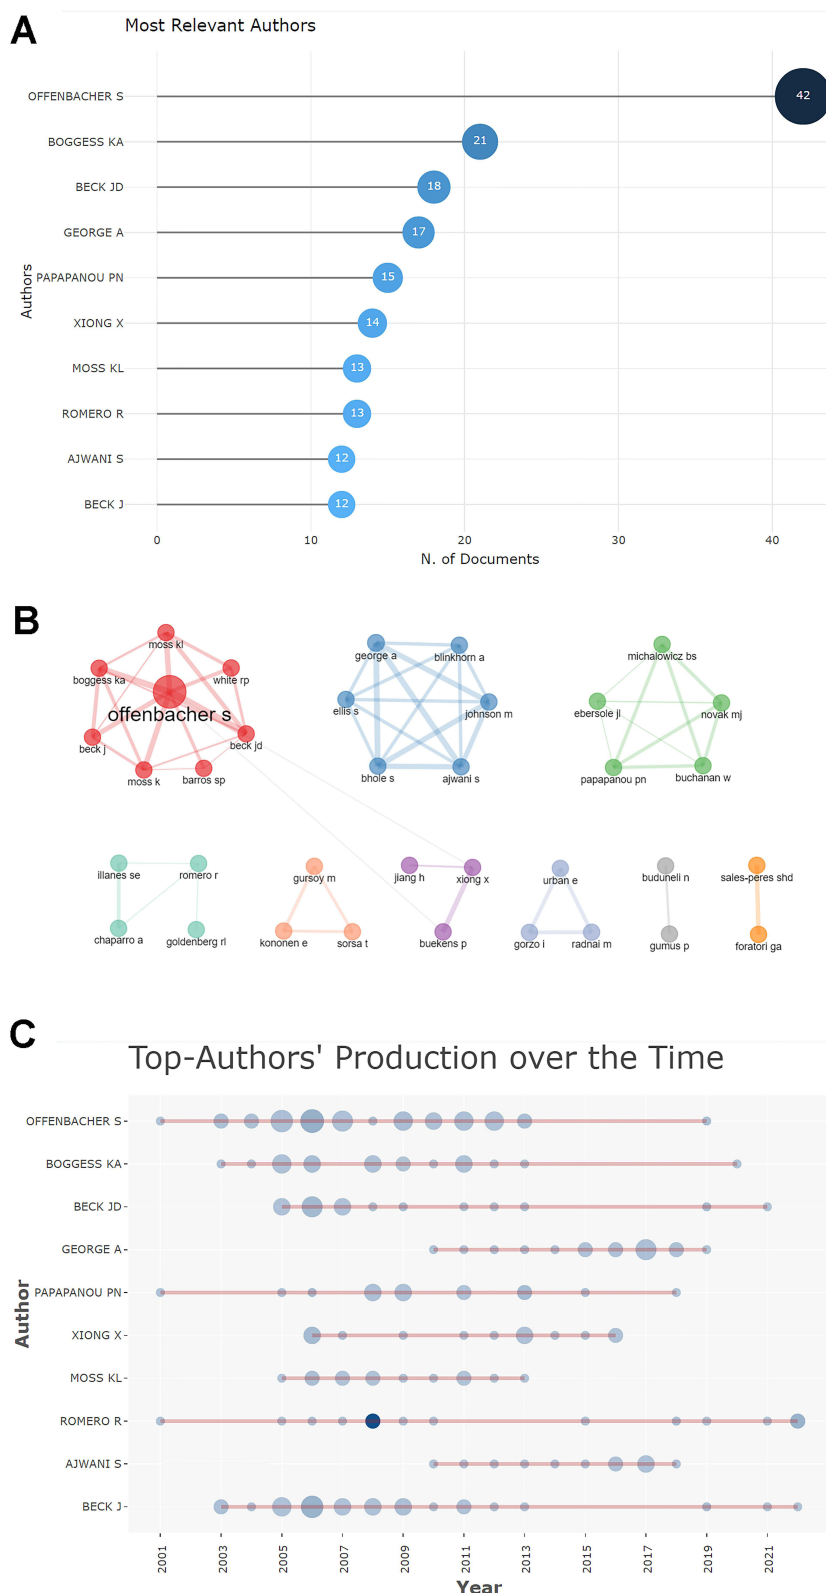 A
Most Relevant Authors
OFFENBACHER S
42
BOGGESS KA
21
BECK JD
18
GEORGE A
17
PAPAPANOU PN
15
XIONG X
14
MOSS KL
13
ROMERO R
13
AJWANI S
12
BECK J
12
Authors
0 10 20 30 40
N. of Documents
B
moss kl
boggess ka
white rp
offenbacher s
beck j
beck jd
moss k
barros sp
george a
blinkhorn a
ellis s
johnson m
bhole s
ajwani s
michalowicz bs
ebersole jl
novak mj
papapanou pn
buchanan w
illanes se
romero r
chaparro a
goldenberg rl
gursoy m
kononen e
sorsa t
jiang h
xiong x
buekens p
urban e
gorzo i
radnai m
buduneli n
gumus p
sales-peres shd
foratori ga
C
Top-Authors' Production over the Time
OFFENBACHER S
BOGGESS KA
BECK JD
GEORGE A
PAPAPANOU PN
XIONG X
MOSS KL
ROMERO R
AJWANI S
BECK J
Author
2001 2003 2005 2007 2009 2011 2013 2015 2017 2019 2021
Year